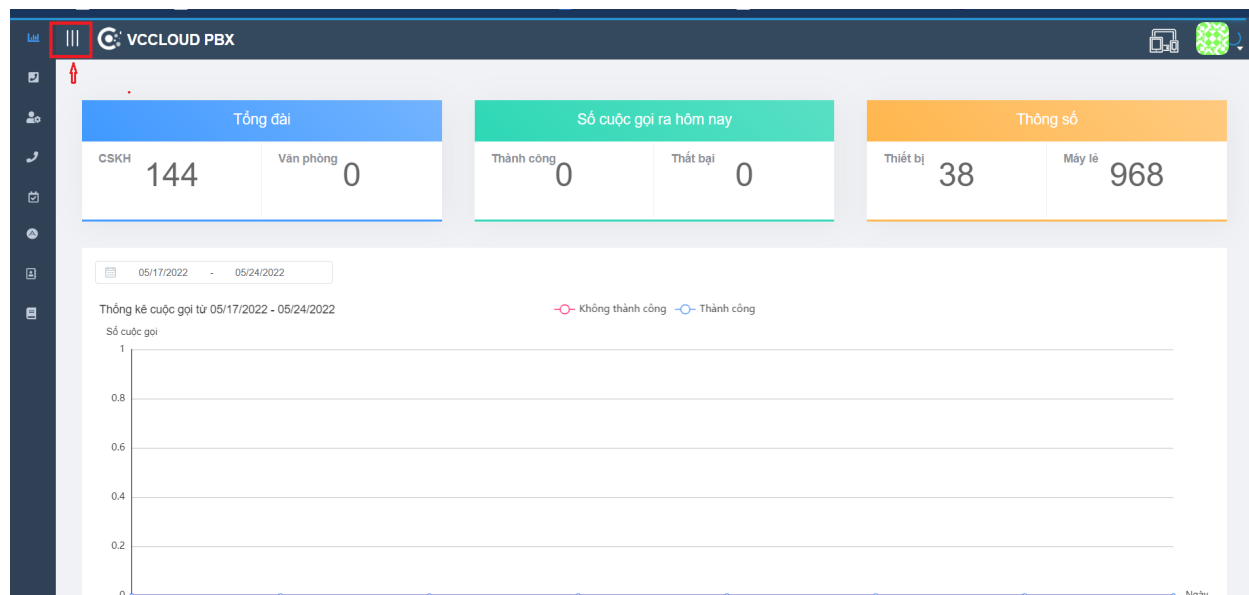 VCCLOUD PBX
Tổng đài
CSKH 144 Văn phòng 0
Số cuộc gọi ra hôm nay
Thành công 0 Thất bại 0
Thông số
Thiết bị 38 Máy lẻ 968
05/17/2022 - 05/24/2022
Thống kê cuộc gọi từ 05/17/2022 - 05/24/2022
Không thành công Thành công
Số cuộc gọi
1
0.8
0.6
0.4
0.2
0
Ngày